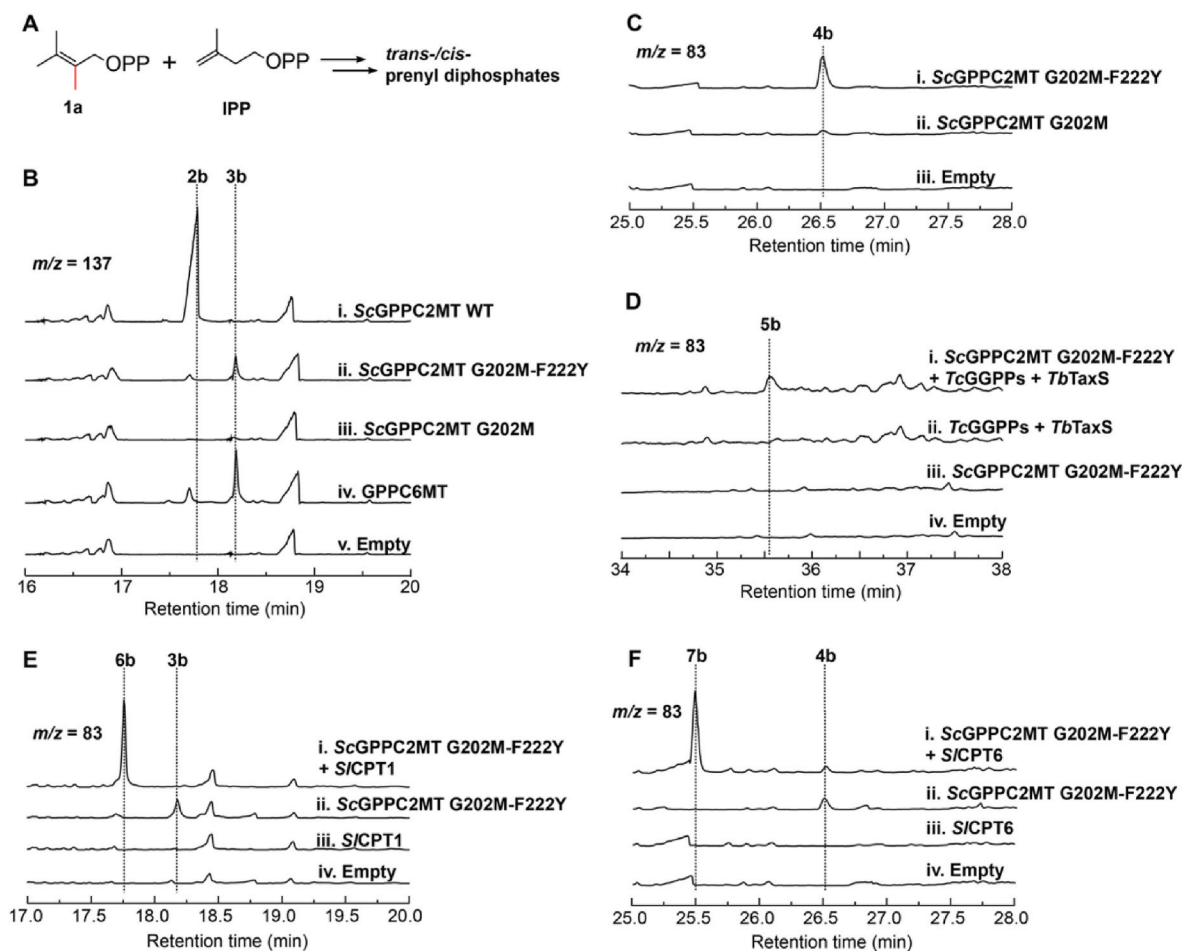 A
OPP
+
OPP
trans-/cis-
prenyl diphosphates
1a
IPP
B
2b 3b
m/z = 137
i. ScGPPC2MT WT
ii. ScGPPC2MT G202M-F222Y
iii. ScGPPC2MT G202M
iv. GPPC6MT
v. Empty
16 17 18 19 20
Retention time (min)
C
4b
m/z = 83
i. ScGPPC2MT G202M-F222Y
ii. ScGPPC2MT G202M
iii. Empty
25.0 25.5 26.0 26.5 27.0 27.5 28.0
Retention time (min)
D
5b
m/z = 83
i. ScGPPC2MT G202M-F222Y
+ TcGGPPs + TbTaxS
ii. TcGGPPs + TbTaxS
iii. ScGPPC2MT G202M-F222Y
iv. Empty
34 35 36 37 38
Retention time (min)
E
6b 3b
m/z = 83
i. ScGPPC2MT G202M-F222Y
+ SlCPT1
ii. ScGPPC2MT G202M-F222Y
iii. SlCPT1
iv. Empty
17.0 17.5 18.0 18.5 19.0 19.5 20.0
Retention time (min)
F
7b 4b
m/z = 83
i. ScGPPC2MT G202M-F222Y
+ SlCPT6
ii. ScGPPC2MT G202M-F222Y
iii. SlCPT6
iv. Empty
25.0 25.5 26.0 26.5 27.0 27.5 28.0
Retention time (min)